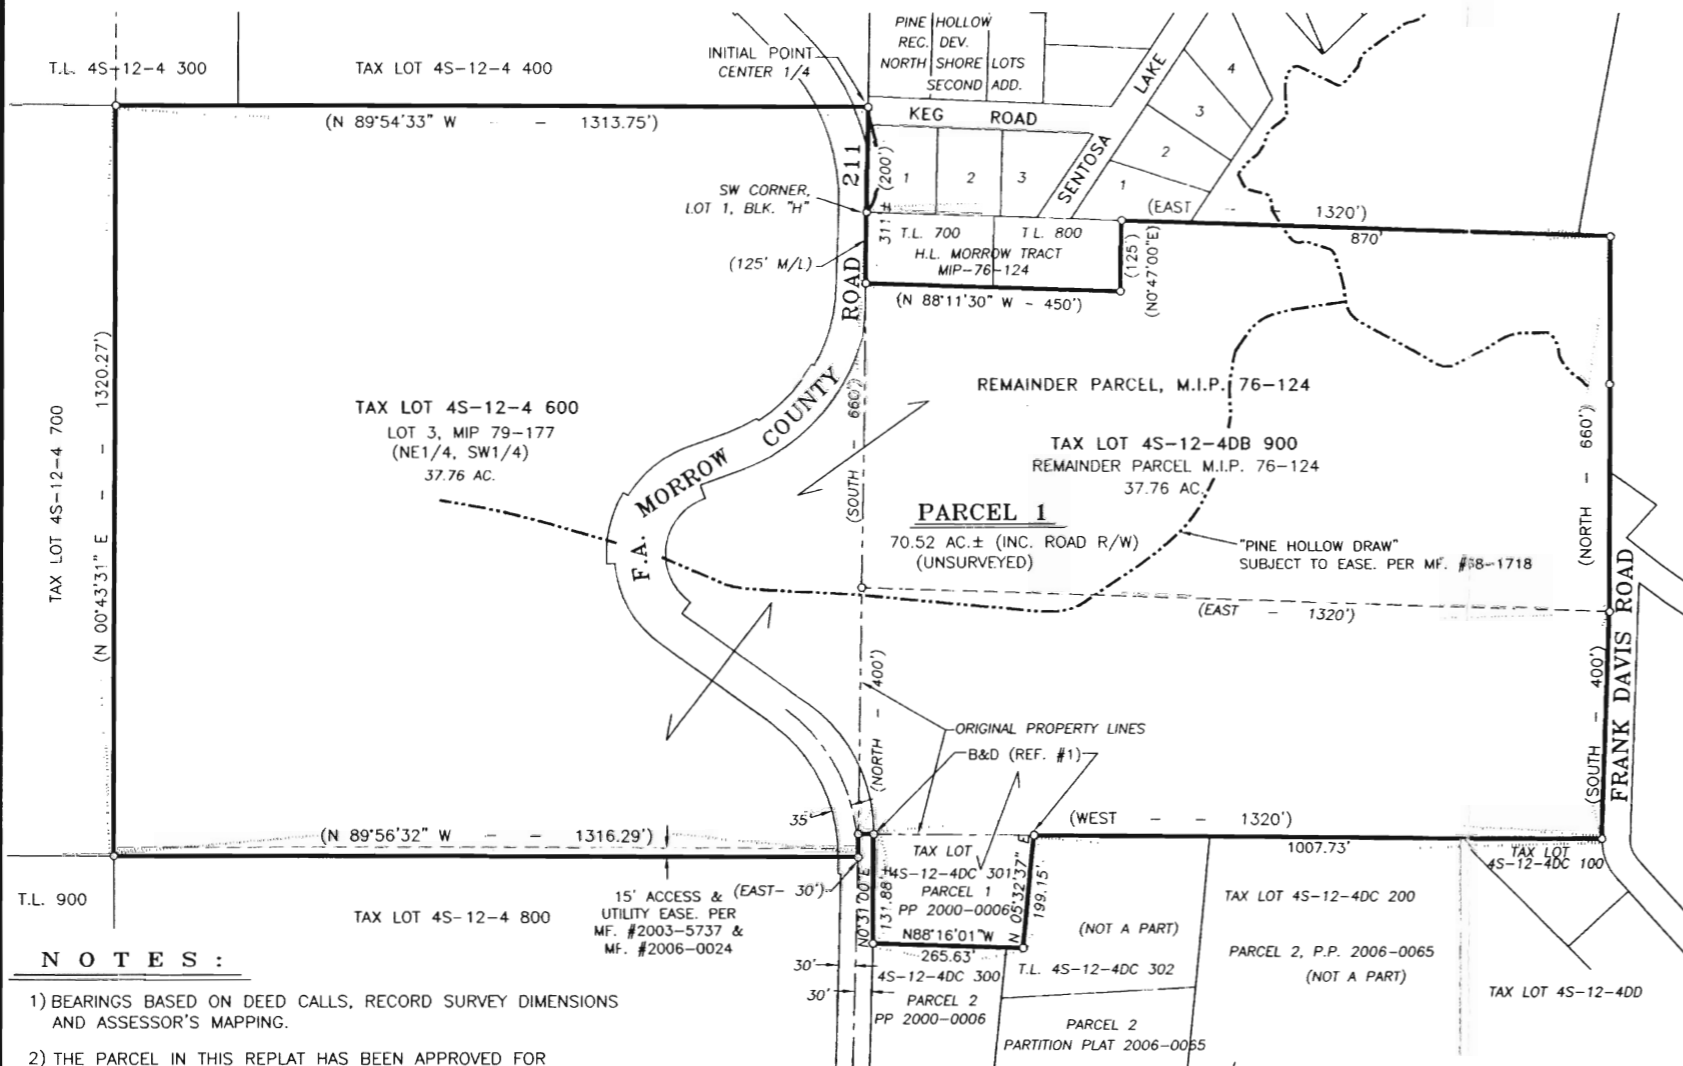 T.L. 4S-12-4 300
TAX LOT 4S-12-4 400
INITIAL POINT
CENTER 1/4
PINE HOLLOW
REC. DEV.
NORTH SHORE LOTS
SECOND ADD.
KEG ROAD
SENTOSA LAKE
4
3
2
1
1
2
3
(N 89°54'33" W - - 1313.75')
(200')
311'±
SW CORNER,
LOT 1, BLK. "H"
(125' M/L)
T.L. 700
T.L. 800
H.L. MORROW TRACT
MIP-76-124
(N 88°11'30" W - 450')
(125')
(N0°47'00"E)
(EAST - - 1320')
870'
F.A. MORROW COUNTY ROAD 211
TAX LOT 4S-12-4 700
(N 00°43'31" E - - 1320.27')
TAX LOT 4S-12-4 600
LOT 3, MIP 79-177
(NE1/4, SW1/4)
37.76 AC.
(SOUTH - 660')
REMAINDER PARCEL, M.I.P. 76-124
TAX LOT 4S-12-4DB 900
REMAINDER PARCEL M.I.P. 76-124
37.76 AC.
PARCEL 1
70.52 AC.± (INC. ROAD R/W)
(UNSURVEYED)
"PINE HOLLOW DRAW"
SUBJECT TO EASE. PER MF. -1718
(NORTH - 660')
(EAST - 1320')
FRANK DAVIS ROAD
(SOUTH - 400')
(NORTH - 400')
ORIGINAL PROPERTY LINES
B&D (REF. #1)
35'
(WEST - - 1320')
1007.73'
(N 89°56'32" W - - 1316.29')
15' ACCESS &
UTILITY EASE. PER
MF. #2003-5737 &
MF. #2006-0024
(EAST- 30')
N0°31'00"E
131.88'±
TAX LOT
4S-12-4DC 301
PARCEL 1
PP 2000-0006
N88°16'01"W
265.63'
N 05°32'37" E
199.15'
30'
30'
4S-12-4DC 300
PARCEL 2
PP 2000-0006
(NOT A PART)
T.L. 4S-12-4DC 302
PARCEL 2
PARTITION PLAT 2006-0065
TAX LOT 4S-12-4DC 200
PARCEL 2, P.P. 2006-0065
(NOT A PART)
TAX LOT
4S-12-4DC 100
TAX LOT 4S-12-4DD
T.L. 900
TAX LOT 4S-12-4 800
NOTES:
1) BEARINGS BASED ON DEED CALLS, RECORD SURVEY DIMENSIONS
AND ASSESSOR'S MAPPING.
2) THE PARCEL IN THIS REPLAT HAS BEEN APPROVED FOR